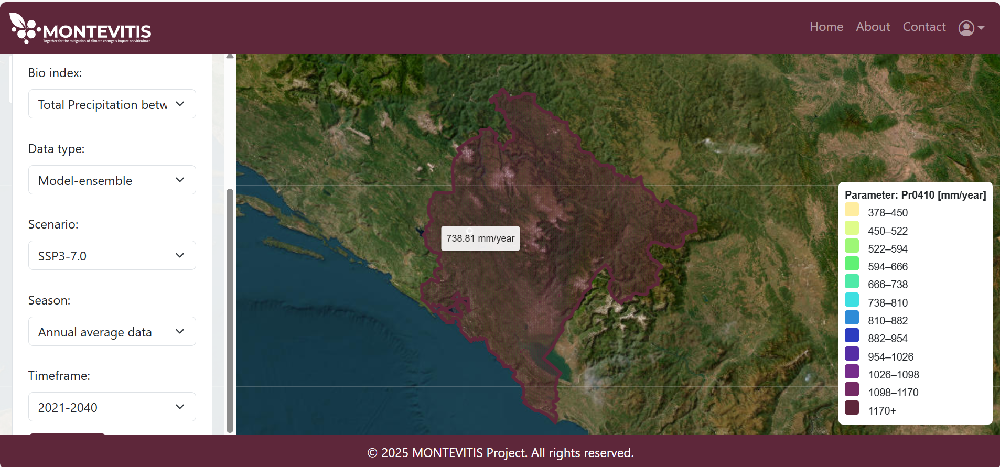 MONTEVITIS
Together for the mitigation of climate change's impact on viticulture
Home About Contact
Bio index:
Total Precipitation betw
Data type:
Model-ensemble
Scenario:
SSP3-7.0
Season:
Annual average data
Timeframe:
2021-2040
738.81 mm/year
Parameter: Pr0410 [mm/year]
378–450
450–522
522–594
594–666
666–738
738–810
810–882
882–954
954–1026
1026–1098
1098–1170
1170+
© 2025 MONTEVITIS Project. All rights reserved.